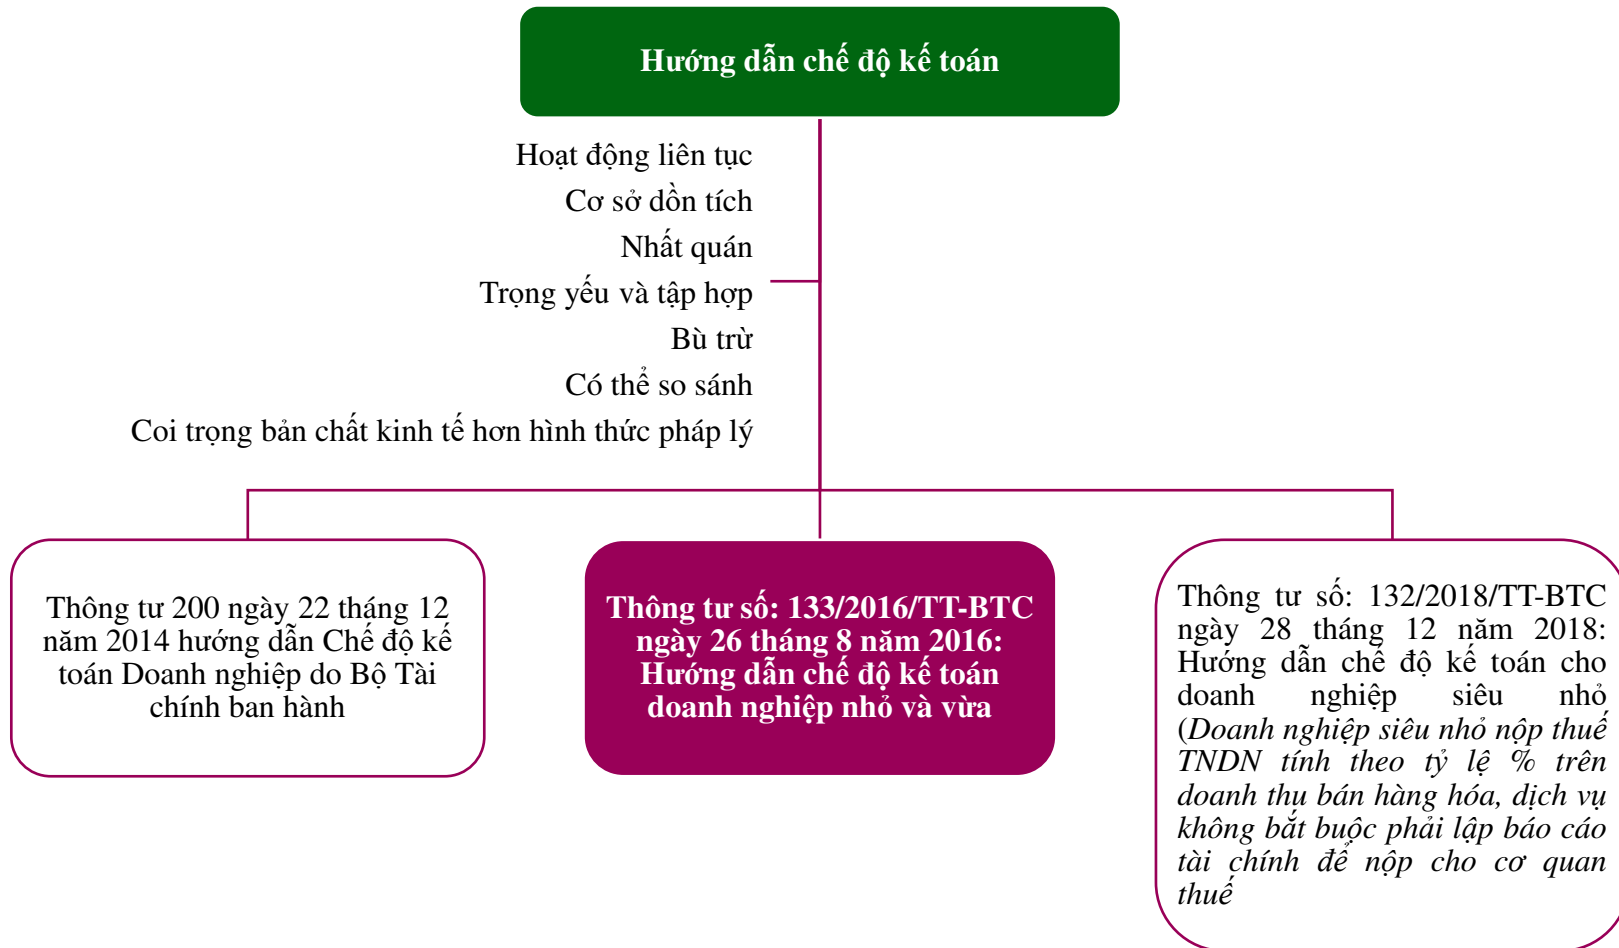 Hướng dẫn chế độ kế toán
Hoạt động liên tục
Cơ sở dồn tích
Nhất quán
Trọng yếu và tập hợp
Bù trừ
Có thể so sánh
Coi trọng bản chất kinh tế hơn hình thức pháp lý
Thông tư 200 ngày 22 tháng 12
năm 2014 hướng dẫn Chế độ kế
toán Doanh nghiệp do Bộ Tài
chính ban hành
Thông tư số: 133/2016/TT-BTC
ngày 26 tháng 8 năm 2016:
Hướng dẫn chế độ kế toán
doanh nghiệp nhỏ và vừa
Thông tư số: 132/2018/TT-BTC
ngày 28 tháng 12 năm 2018:
Hướng dẫn chế độ kế toán cho
doanh nghiệp siêu nhỏ
(Doanh nghiệp siêu nhỏ nộp thuế
TNDN tính theo tỷ lệ % trên
doanh thu bán hàng hóa, dịch vụ
không bắt buộc phải lập báo cáo
tài chính để nộp cho cơ quan
thuế